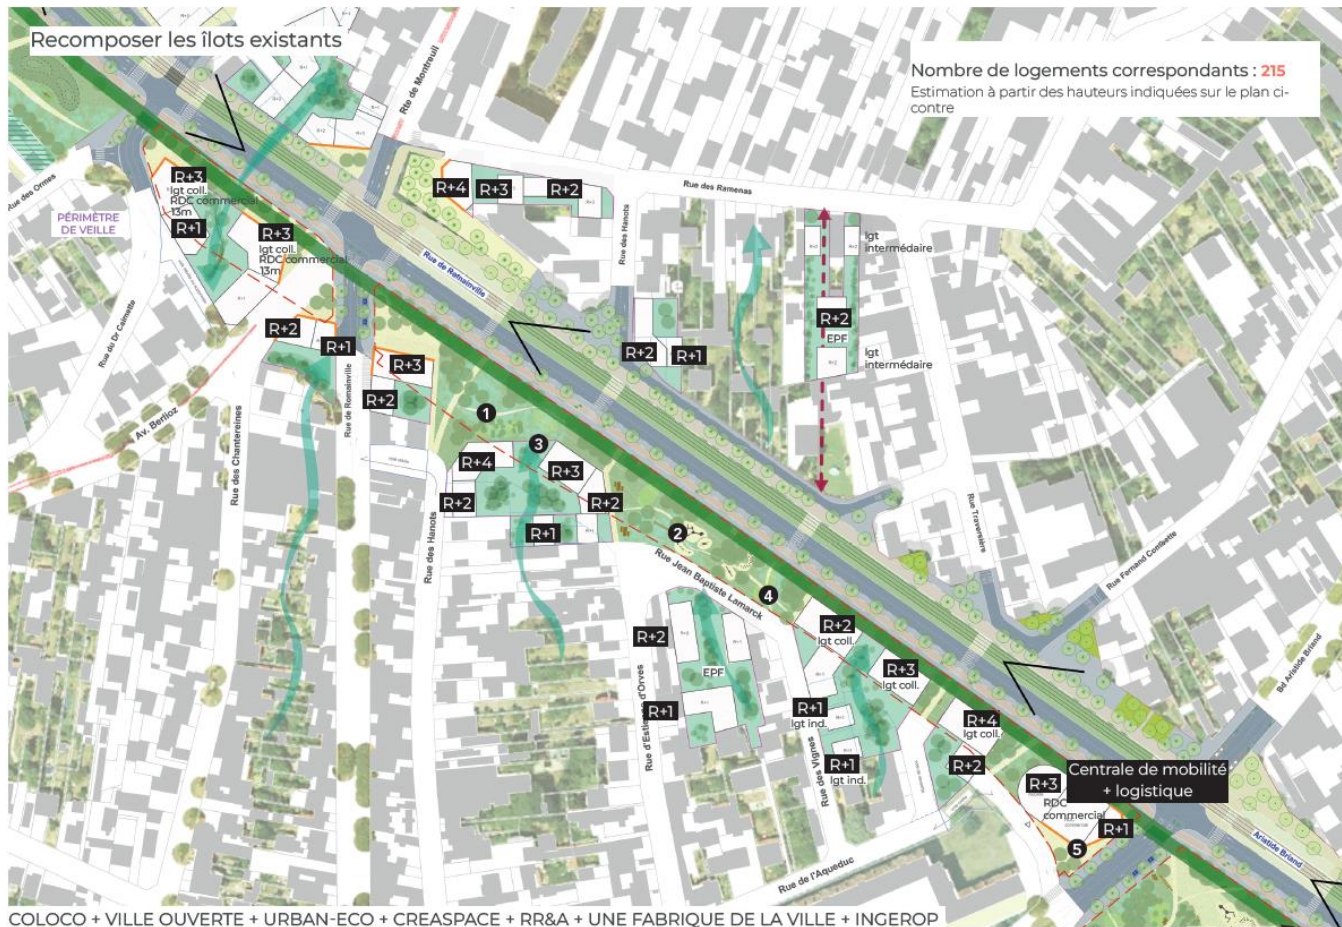 Recomposer les îlots existants
Nombre de logements correspondants : 215
Estimation à partir des hauteurs indiquées sur le plan ci-
contre
Rte de Montreuil
Rue des Ormes
PÉRIMÈTRE
DE VEILLE
R+3
lgt coll.
RDC commercial
13m
R+1
R+3
lgt coll.
RDC commercial
13m
R+4
R+3
R+2
Rue des Ramenas
Rue des Hanots
Rue de Romainville
lgt
intermédaire
R+2
EPF
lgt
intermédiaire
R+2
R+1
Rue du Dr Calmette
R+2
R+1
Rue de Romainville
R+3
R+2
Av. Berlioz
Rue des Chantereines
1
3
R+4
R+3
R+2
R+2
R+1
Rue des Hanots
2
Rue Jean Baptiste Lamarck
4
Rue Traversière
Rue Fernand Combette
Bd Aristide Briand
R+2
EPF
R+1
Rue d'Estienne d'Orves
R+2
lgt coll.
R+3
lgt coll.
R+1
lgt ind.
R+1
lgt ind.
Rue des Vignes
R+4
lgt coll.
R+2
Centrale de mobilité
+ logistique
R+3
RDC
commercial
R+1
5
Aristide Briand
Rue de l'Aqueduc
COLOCO + VILLE OUVERTE + URBAN-ECO + CREASPACE + RR&A + UNE FABRIQUE DE LA VILLE + INGEROP